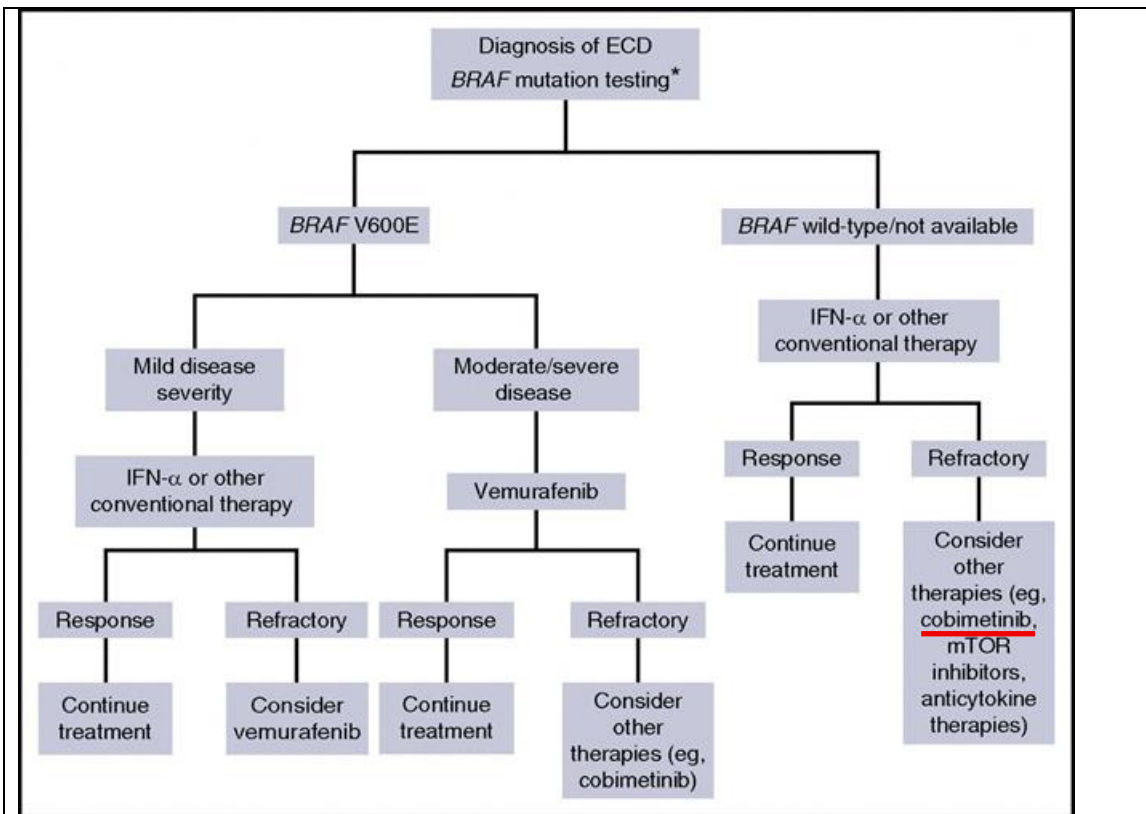 Diagnosis of ECD
BRAF mutation testing*
BRAF V600E
BRAF wild-type/not available
Mild disease
severity
Moderate/severe
disease
IFN-α or other
conventional therapy
IFN-α or other
conventional therapy
Vemurafenib
Response
Refractory
Continue
treatment
Consider
other
therapies (eg,
cobimetinib,
mTOR
inhibitors,
anticytokine
therapies)
Response
Refractory
Response
Refractory
Continue
treatment
Consider
vemurafenib
Continue
treatment
Consider
other
therapies (eg,
cobimetinib)